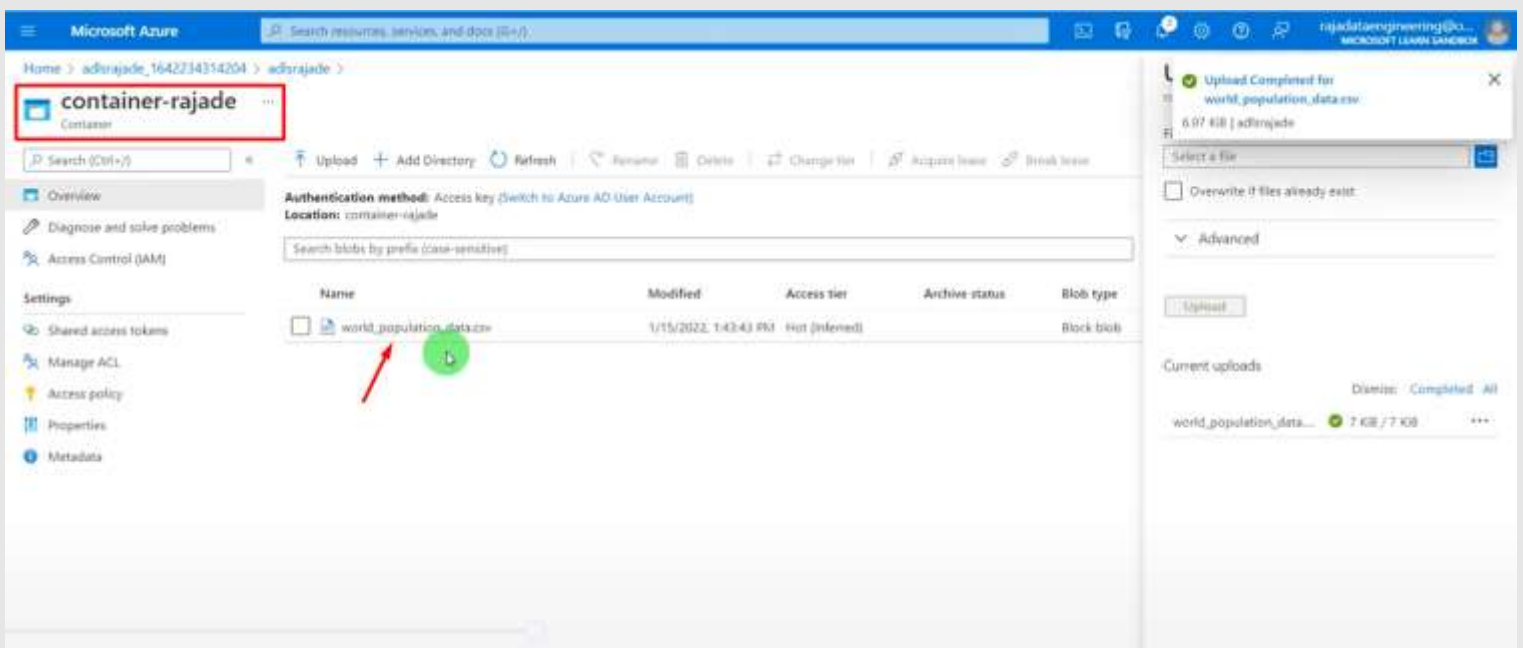 Microsoft Azure
Search resources, services, and docs (G+/)
rajadataengineering@o...
MICROSOFT LEARN SANDBOX
Home > adlsrajade_1642234314204 > adlsrajade >
container-rajade ...
Container
Search (Ctrl+/)
Overview
Diagnose and solve problems
Access Control (IAM)
Settings
Shared access tokens
Manage ACL
Access policy
Properties
Metadata
Upload Add Directory Refresh Rename Delete Change tier Acquire lease Break lease
Authentication method: Access key (Switch to Azure AD User Account)
Location: container-rajade
Search blobs by prefix (case-sensitive)
Name Modified Access tier Archive status Blob type
world_population_data.csv 1/15/2022, 1:43:43 PM Hot (Inferred) Block blob
Upload Completed for
world_population_data.csv
6.97 KiB | adlsrajade
Select a file
Overwrite if files already exist
Advanced
Upload
Current uploads
Dismiss: Completed All
world_population_data... 7 KiB / 7 KiB ...